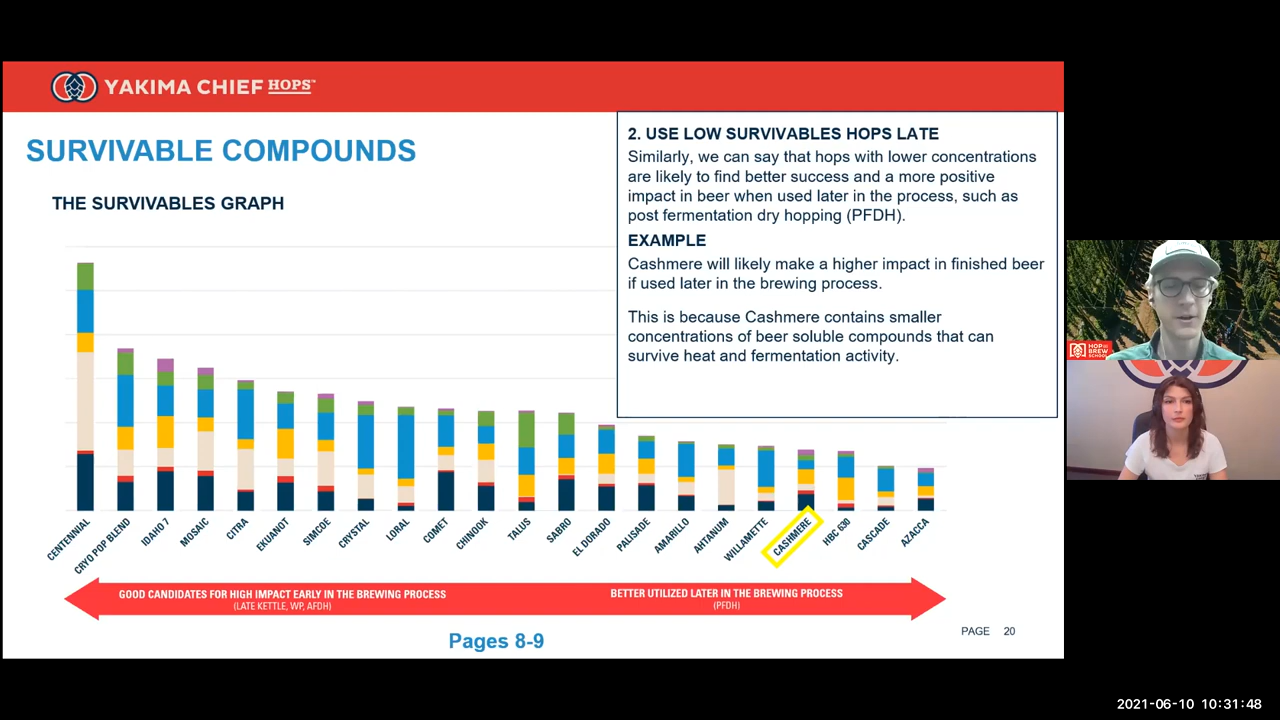 YAKIMA CHIEF HOPS™
SURVIVABLE COMPOUNDS
THE SURVIVABLES GRAPH
2. USE LOW SURVIVABLES HOPS LATE
Similarly, we can say that hops with lower concentrations
are likely to find better success and a more positive
impact in beer when used later in the process, such as
post fermentation dry hopping (PFDH).
EXAMPLE
Cashmere will likely make a higher impact in finished beer
if used later in the brewing process.
This is because Cashmere contains smaller
concentrations of beer soluble compounds that can
survive heat and fermentation activity.
CENTENNIAL
CRYO POP BLEND
IDAHO 7
MOSAIC
CITRA
EKUANOT
SIMCOE
CRYSTAL
LORAL
COMET
CHINOOK
TALUS
SABRO
EL DORADO
PALISADE
AMARILLO
AHTANUM
WILLAMETTE
CASHMERE
HBC 630
CASCADE
AZACCA
GOOD CANDIDATES FOR HIGH IMPACT EARLY IN THE BREWING PROCESS
(LATE KETTLE, WP, AFDH)
BETTER UTILIZED LATER IN THE BREWING PROCESS
(PFDH)
Pages 8-9
PAGE 20
HOP
BREW
SCHOOL
2021-06-10 10:31:48